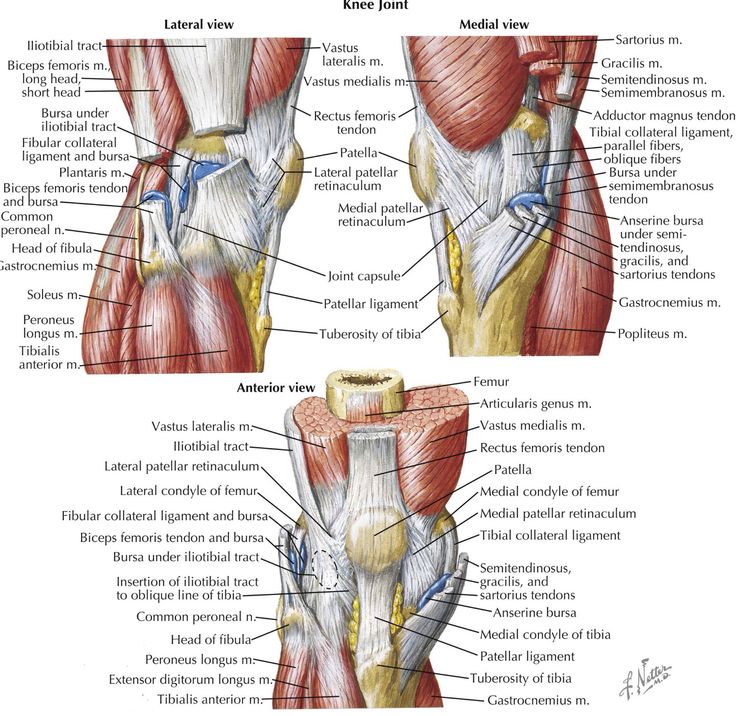 Knee Joint
Lateral view
Iliotibial tract
Biceps femoris m.,
long head,
short head
Bursa under
iliotibial tract
Fibular collateral
ligament and bursa
Plantaris m.
Biceps femoris tendon
and bursa
Common
peroneal n.
Head of fibula
Gastrocnemius m.
Soleus m.
Peroneus
longus m.
Tibialis
anterior m.
Vastus
lateralis m.
Vastus medialis m.
Rectus femoris
tendon
Patella
Lateral patellar
retinaculum
Medial patellar
retinaculum
Joint capsule
Patellar ligament
Tuberosity of tibia
Medial view
Sartorius m.
Gracilis m.
Semitendinosus m.
Semimembranosus m.
Adductor magnus tendon
Tibial collateral ligament,
parallel fibers,
oblique fibers
Bursa under
semimembranosus
tendon
Anserine bursa
under semi-
tendinosus,
gracilis, and
sartorius tendons
Gastrocnemius m.
Popliteus m.
Anterior view
Vastus lateralis m.
Iliotibial tract
Lateral patellar retinaculum
Lateral condyle of femur
Fibular collateral ligament and bursa
Biceps femoris tendon and bursa
Bursa under iliotibial tract
Insertion of iliotibial tract
to oblique line of tibia
Common peroneal n.
Head of fibula
Peroneus longus m.
Extensor digitorum longus m.
Tibialis anterior m.
Femur
Articularis genus m.
Vastus medialis m.
Rectus femoris tendon
Patella
Medial condyle of femur
Medial patellar retinaculum
Tibial collateral ligament
Semitendinosus,
gracilis, and
sartorius tendons
Anserine bursa
Medial condyle of tibia
Patellar ligament
Tuberosity of tibia
Gastrocnemius m.
F. Netter
M.D.